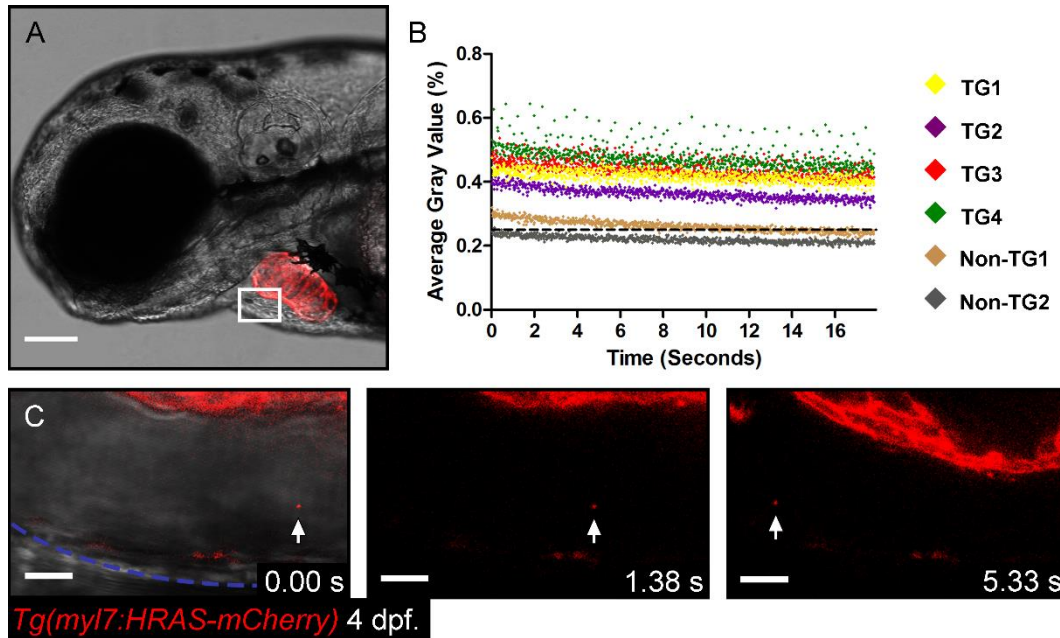 A
B
Average Gray Value (%)
0.8
0.6
0.4
0.2
0.0
0 2 4 6 8 10 12 14 16
Time (Seconds)
TG1
TG2
TG3
TG4
Non-TG1
Non-TG2
C
0.00 s
1.38 s
5.33 s
Tg(myl7:HRAS-mCherry) 4 dpf.